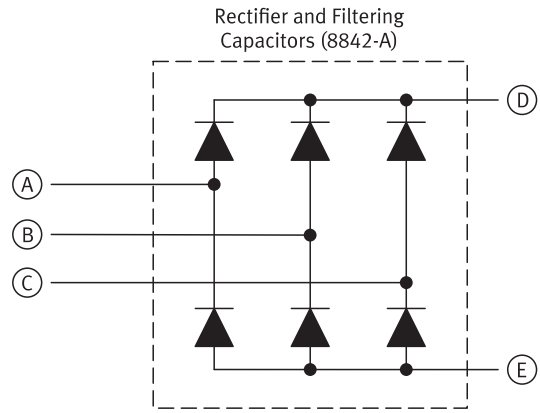 Rectifier and Filtering
Capacitors (8842-A)
D
A
B
C
E